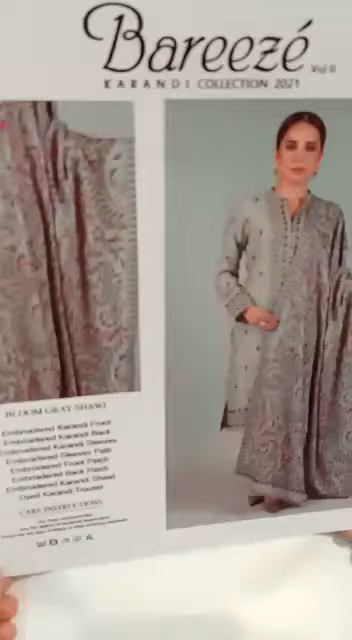 Bareezé
Vol II
KARANDI COLLECTION 2021
BLOOM GRAY SHAWL
Embroidered Karandi Front
Embroidered Karandi Back
Embroidered Karandi Sleeves
Embroidered Sleeves Patti
Embroidered Front Patch
Embroidered Back Patch
Embroidered Karandi Shawl
Dyed Karandi Trouser
CARE INSTRUCTIONS